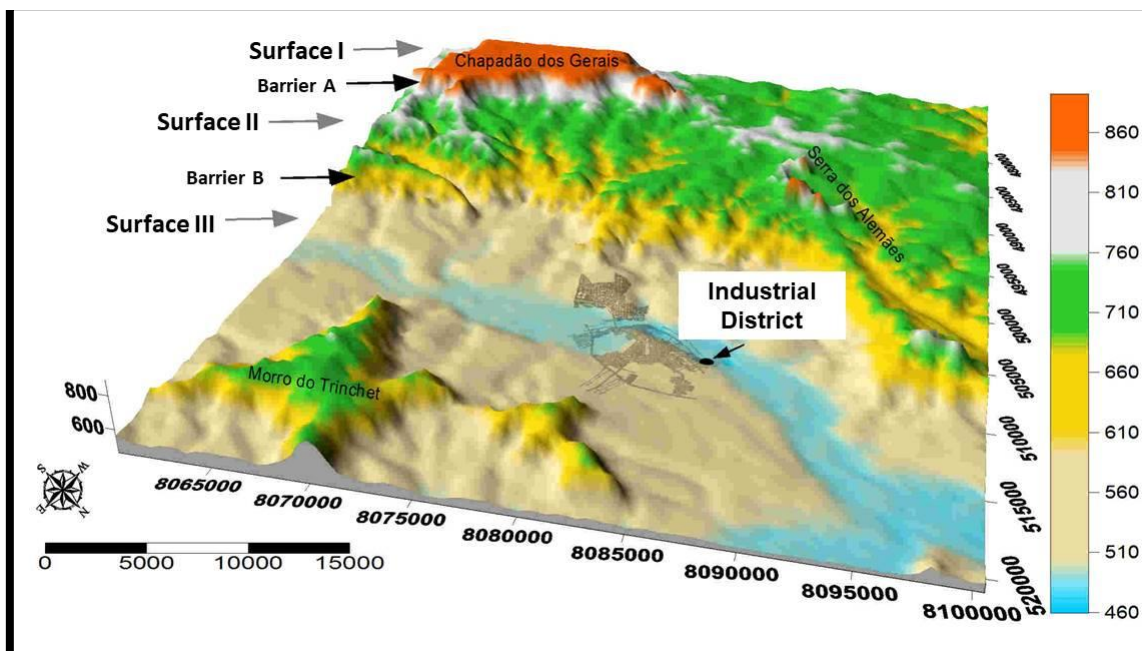 Surface I
Chapadão dos Gerais
Barrier A
Surface II
Serra dos Alemães
Barrier B
Surface III
Industrial
District
Morro do Trinchet
800
600
8065000
8070000
8075000
8080000
8085000
8090000
8095000
8100000
495000
500000
505000
510000
515000
520000
S
W
E
N
0
5000
10000
15000
860
810
760
710
660
610
560
510
460